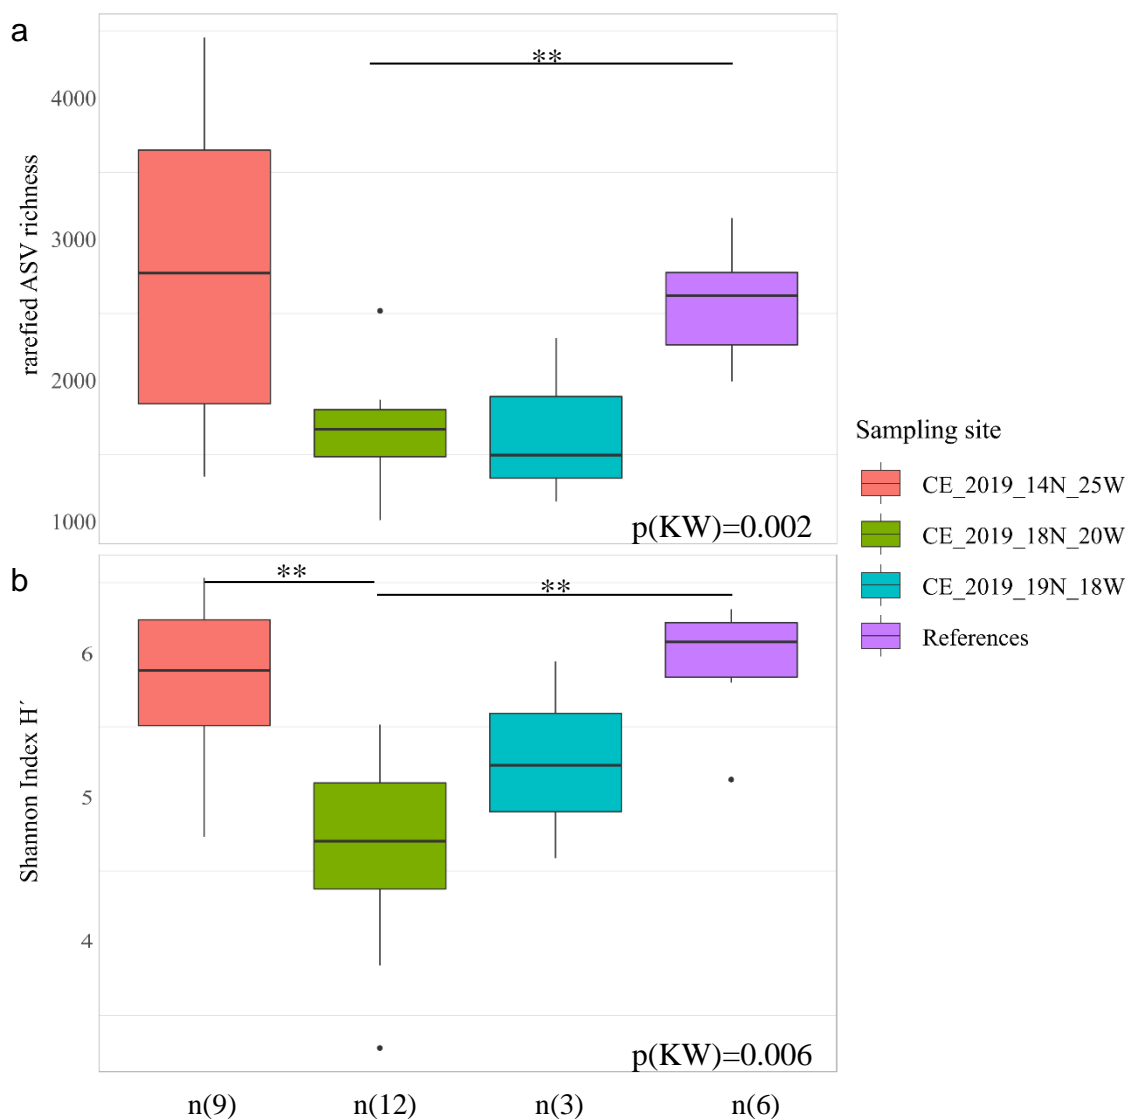 a
**
4000
3000
2000
1000
rarefied ASV richness
p(KW)=0.002
Sampling site
CE_2019_14N_25W
CE_2019_18N_20W
CE_2019_19N_18W
References
b
**
**
6
5
4
Shannon Index H´
p(KW)=0.006
n(9) n(12) n(3) n(6)